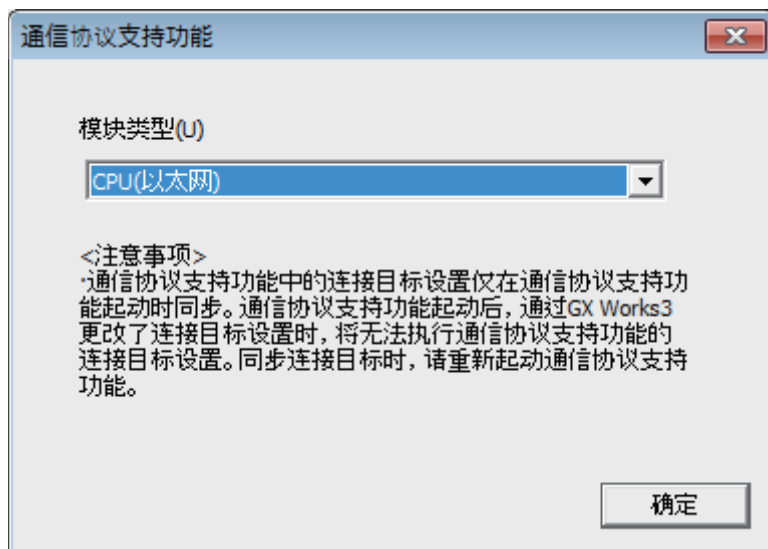 通信协议支持功能
模块类型(U)
CPU(以太网)
<注意事项>
·通信协议支持功能中的连接目标设置仅在通信协议支持功
能起动时同步。通信协议支持功能起动后，通过GX Works3
更改了连接目标设置时，将无法执行通信协议支持功能的
连接目标设置。同步连接目标时，请重新起动通信协议支持
功能。
确定